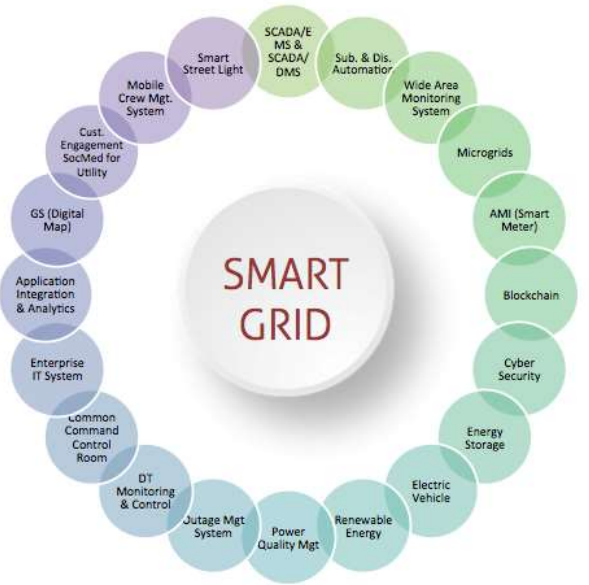 SMART
GRID
SCADA/E
MS &
SCADA/
DMS
Sub. & Dis.
Automation
Wide Area
Monitoring
System
Microgrids
AMI (Smart
Meter)
Blockchain
Cyber
Security
Energy
Storage
Electric
Vehicle
Renewable
Energy
Power
Quality Mgt
Outage Mgt
System
DT
Monitoring
& Control
Common
Command
Control
Room
Enterprise
IT System
Application
Integration
& Analytics
GS (Digital
Map)
Cust.
Engagement
SocMed for
Utility
Mobile
Crew Mgt.
System
Smart
Street Light